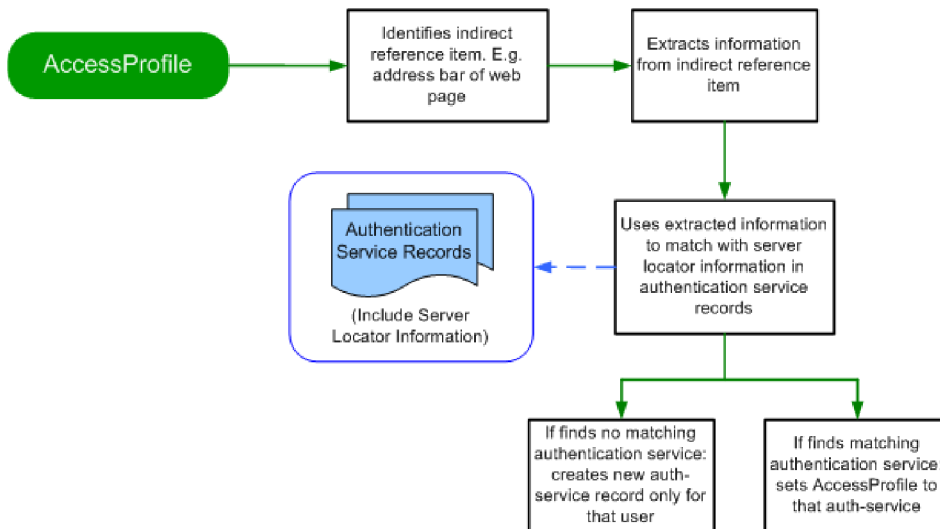 AccessProfile
Identifies indirect
reference item. E.g.
address bar of web
page
Extracts information
from indirect reference
item
Uses extracted information
to match with server
locator information in
authentication service
records
Authentication
Service Records
(Include Server
Locator Information)
If finds no matching
authentication service:
creates new auth-
service record only for
that user
If finds matching
authentication service:
sets AccessProfile to
that auth-service